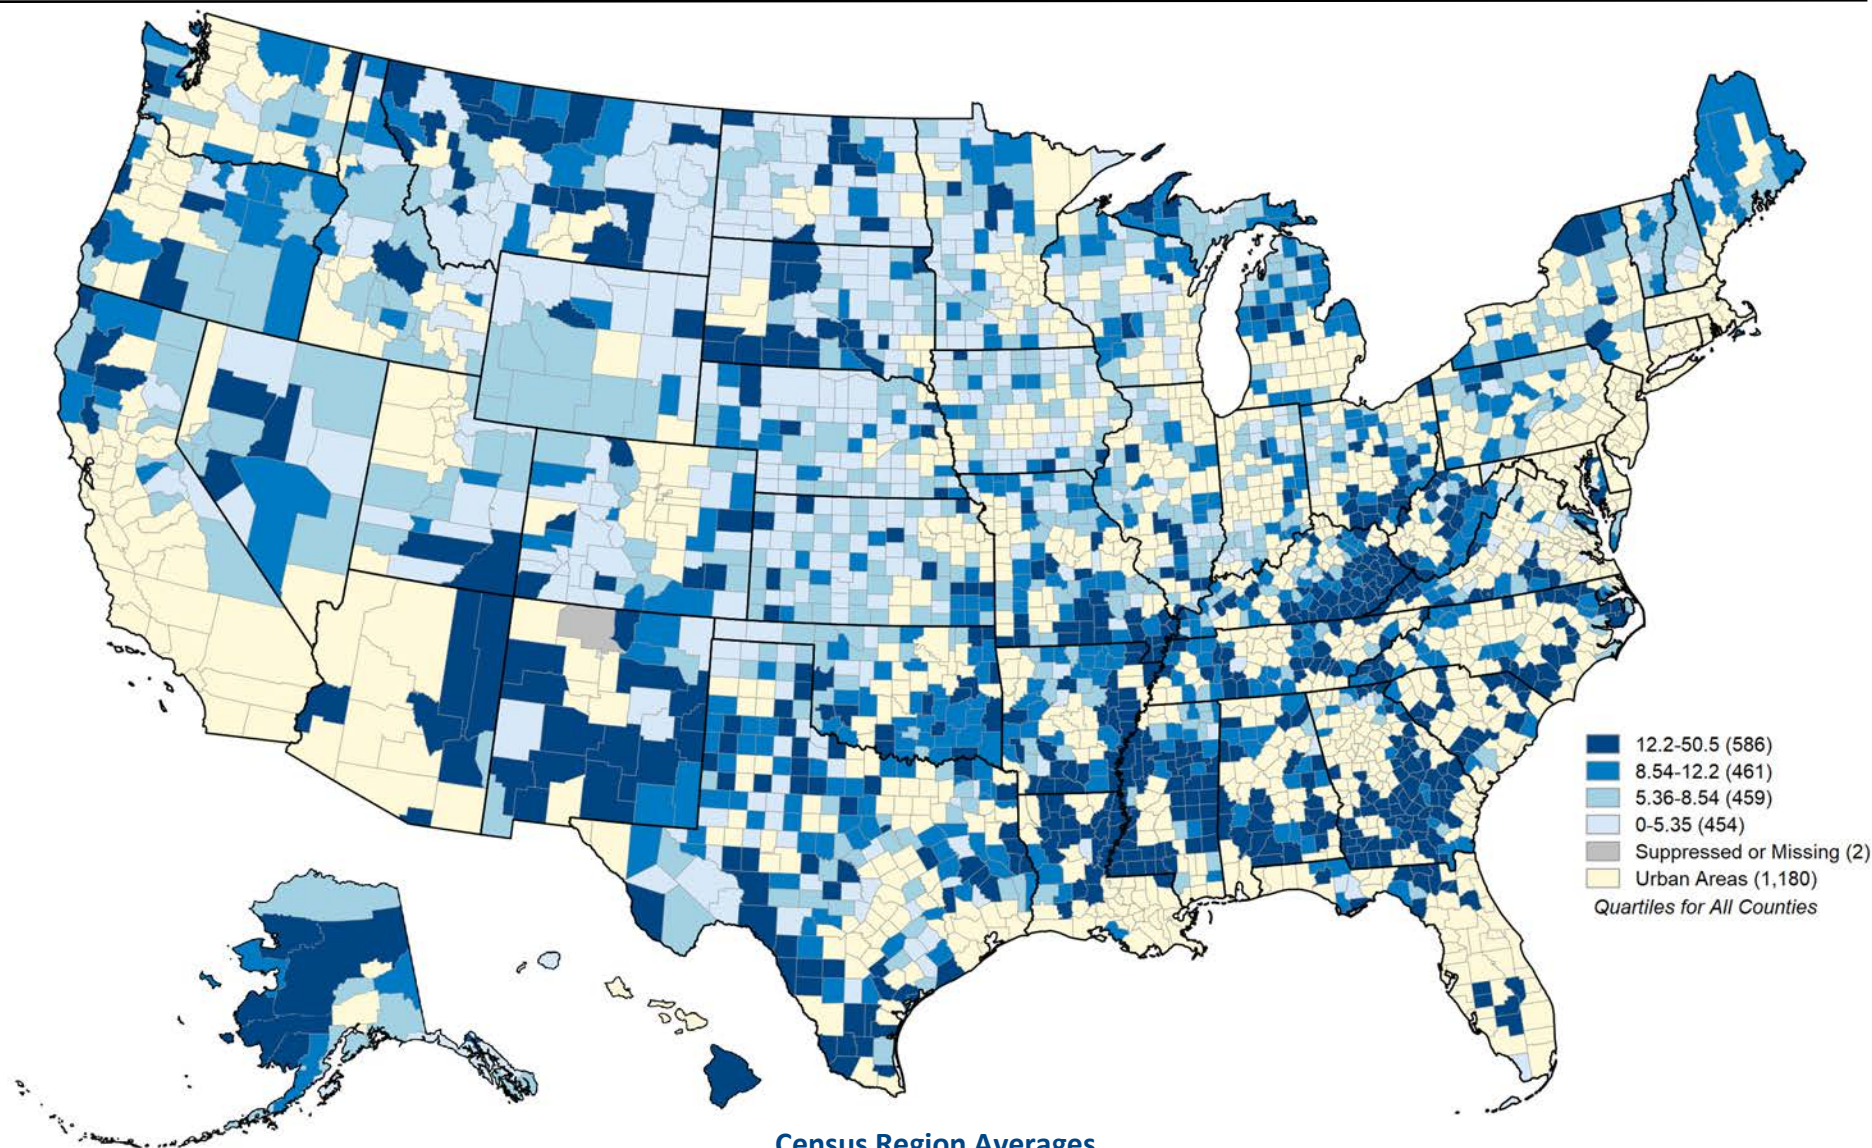 12.2-50.5 (586)
8.54-12.2 (461)
5.36-8.54 (459)
0-5.35 (454)
Suppressed or Missing (2)
Urban Areas (1,180)
Quartiles for All Counties
Census Region Averages